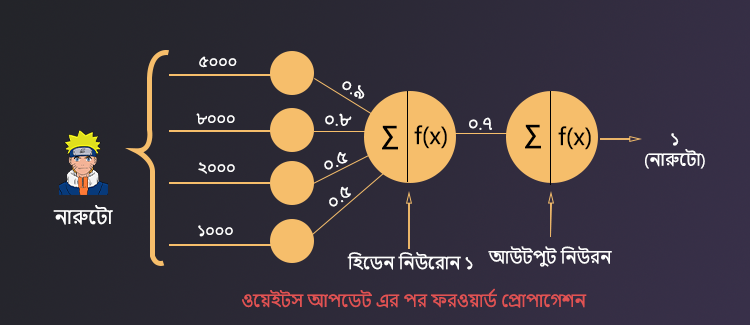 ৫০০০
০.৯
৮০০০
০.৮
Σ f(x)
০.৭
Σ f(x)
১
(নারুটো)
২০০০
০.৫
নারুটো
১০০০
০.৫
হিডেন নিউরোন ১
আউটপুট নিউরন
ওয়েইটস আপডেট এর পর ফরওয়ার্ড প্রোপাগেশন